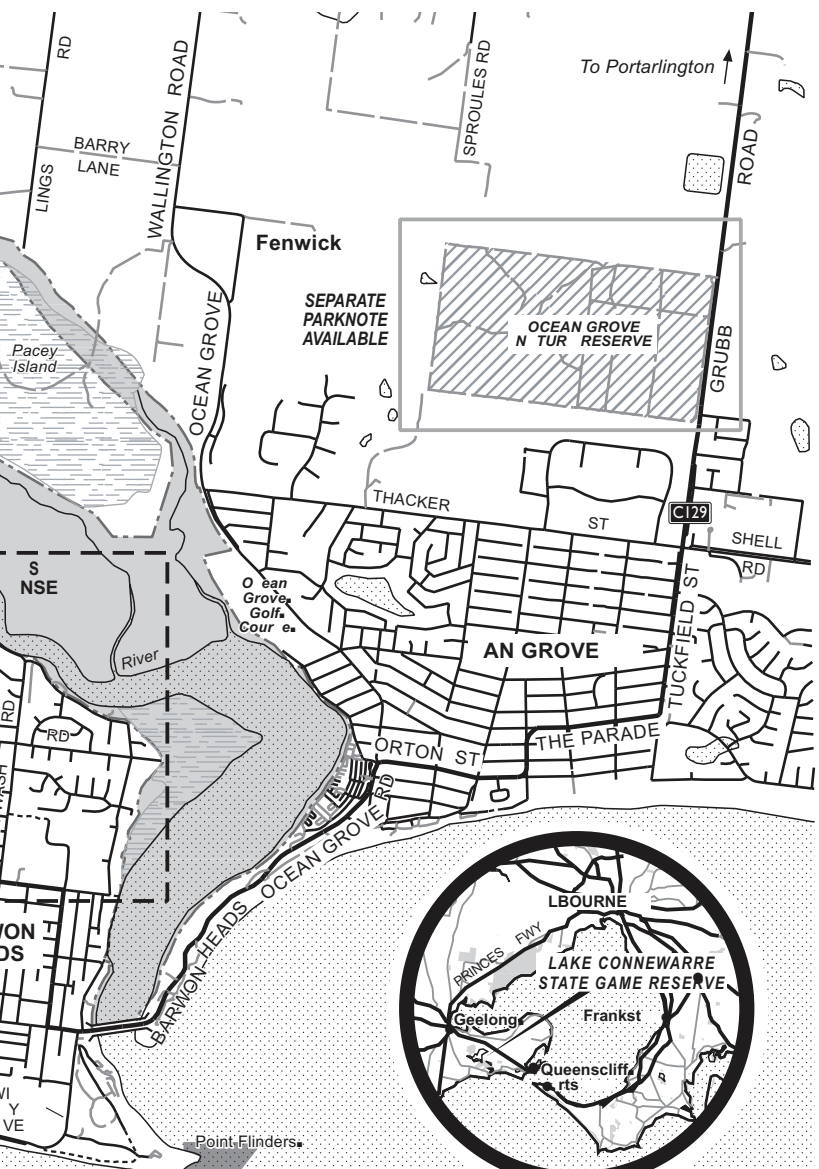 RD
WALLINGTON ROAD
SPROULES RD
To Portarlington
ROAD
BARRY
LANE
LINGS
Fenwick
SEPARATE
PARKNOTE
AVAILABLE
OCEAN GROVE
N TUR RESERVE
GRUBB
Pacey
Island
OCEAN GROVE
THACKER
ST
C129
SHELL
RD
S
NSE
O ean
Grove
Golf
Cour e
River
AN GROVE
TUCKFIELD ST
RD
RD
ORTON ST
THE PARADE
RD
WASH
BARWON HEADS OCEAN GROVE
WON
DS
LBOURNE
PRINCES FWY
LAKE CONNEWARRE
STATE GAME RESERVE
Geelong
Frankst
Queenscliff
rts
WI
Y
VE
Point Flinders